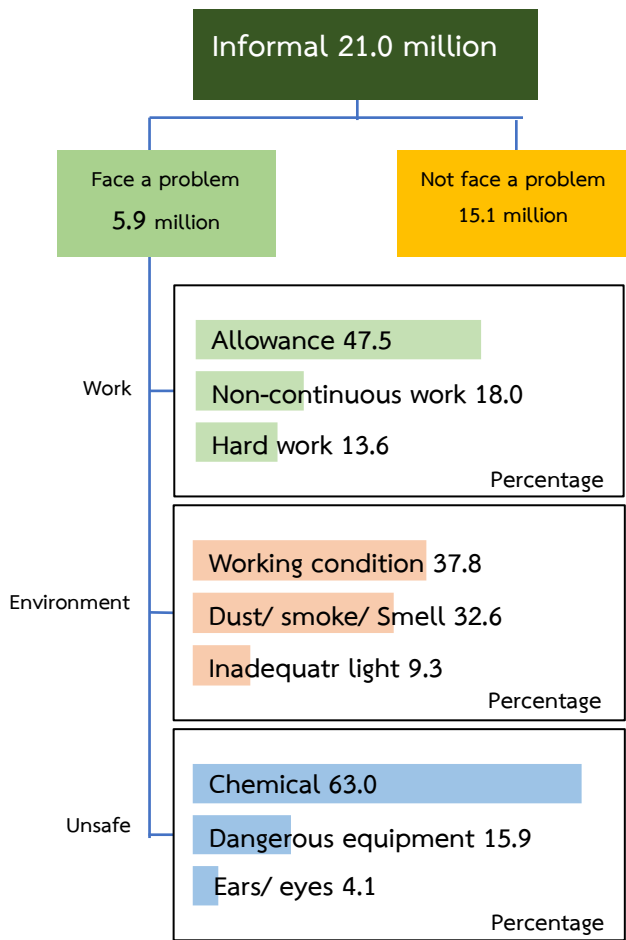 Informal 21.0 million
Face a problem
5.9 million
Not face a problem
15.1 million
Work
Allowance 47.5
Non-continuous work 18.0
Hard work 13.6
Percentage
Environment
Working condition 37.8
Dust/ smoke/ Smell 32.6
Inadequatr light 9.3
Percentage
Unsafe
Chemical 63.0
Dangerous equipment 15.9
Ears/ eyes 4.1
Percentage